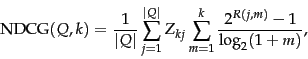 NDCG(Q, k) = \frac{1}{|Q|} \sum_{j=1}^{|Q|} Z_{kj} \sum_{m=1}^{k} \frac{2^{R(j,m)} - 1}{\log_2(1 + m)},